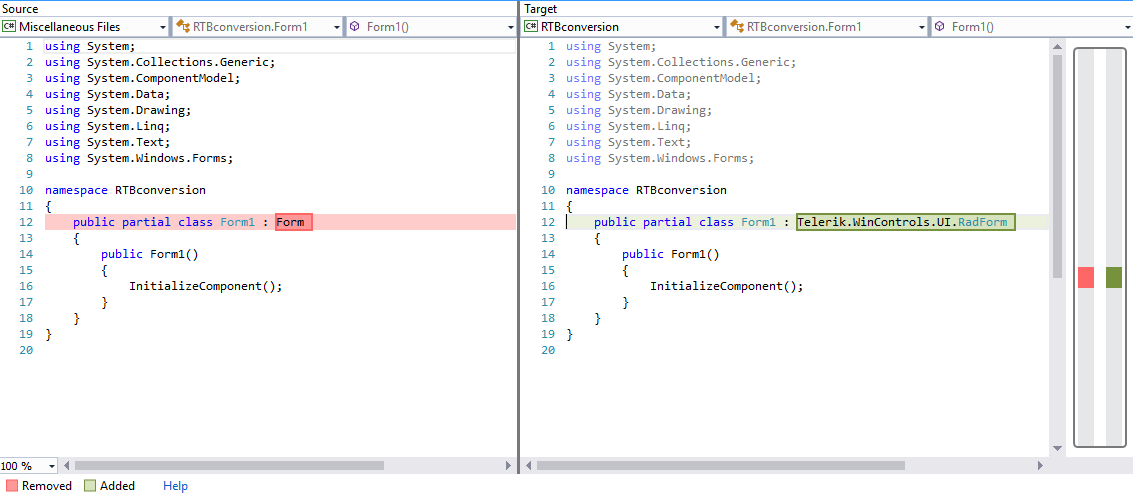 Source
C# Miscellaneous Files RTBconversion.Form1 Form1()
1 using System;
2 using System.Collections.Generic;
3 using System.ComponentModel;
4 using System.Data;
5 using System.Drawing;
6 using System.Linq;
7 using System.Text;
8 using System.Windows.Forms;
9
10 namespace RTBconversion
11 {
12 public partial class Form1 : Form
13 {
14 public Form1()
15 {
16 InitializeComponent();
17 }
18 }
19 }
20
100 %
Target
C# RTBconversion RTBconversion.Form1 Form1()
1 using System;
2 using System.Collections.Generic;
3 using System.ComponentModel;
4 using System.Data;
5 using System.Drawing;
6 using System.Linq;
7 using System.Text;
8 using System.Windows.Forms;
9
10 namespace RTBconversion
11 {
12 public partial class Form1 : Telerik.WinControls.UI.RadForm
13 {
14 public Form1()
15 {
16 InitializeComponent();
17 }
18 }
19 }
20
Removed Added Help